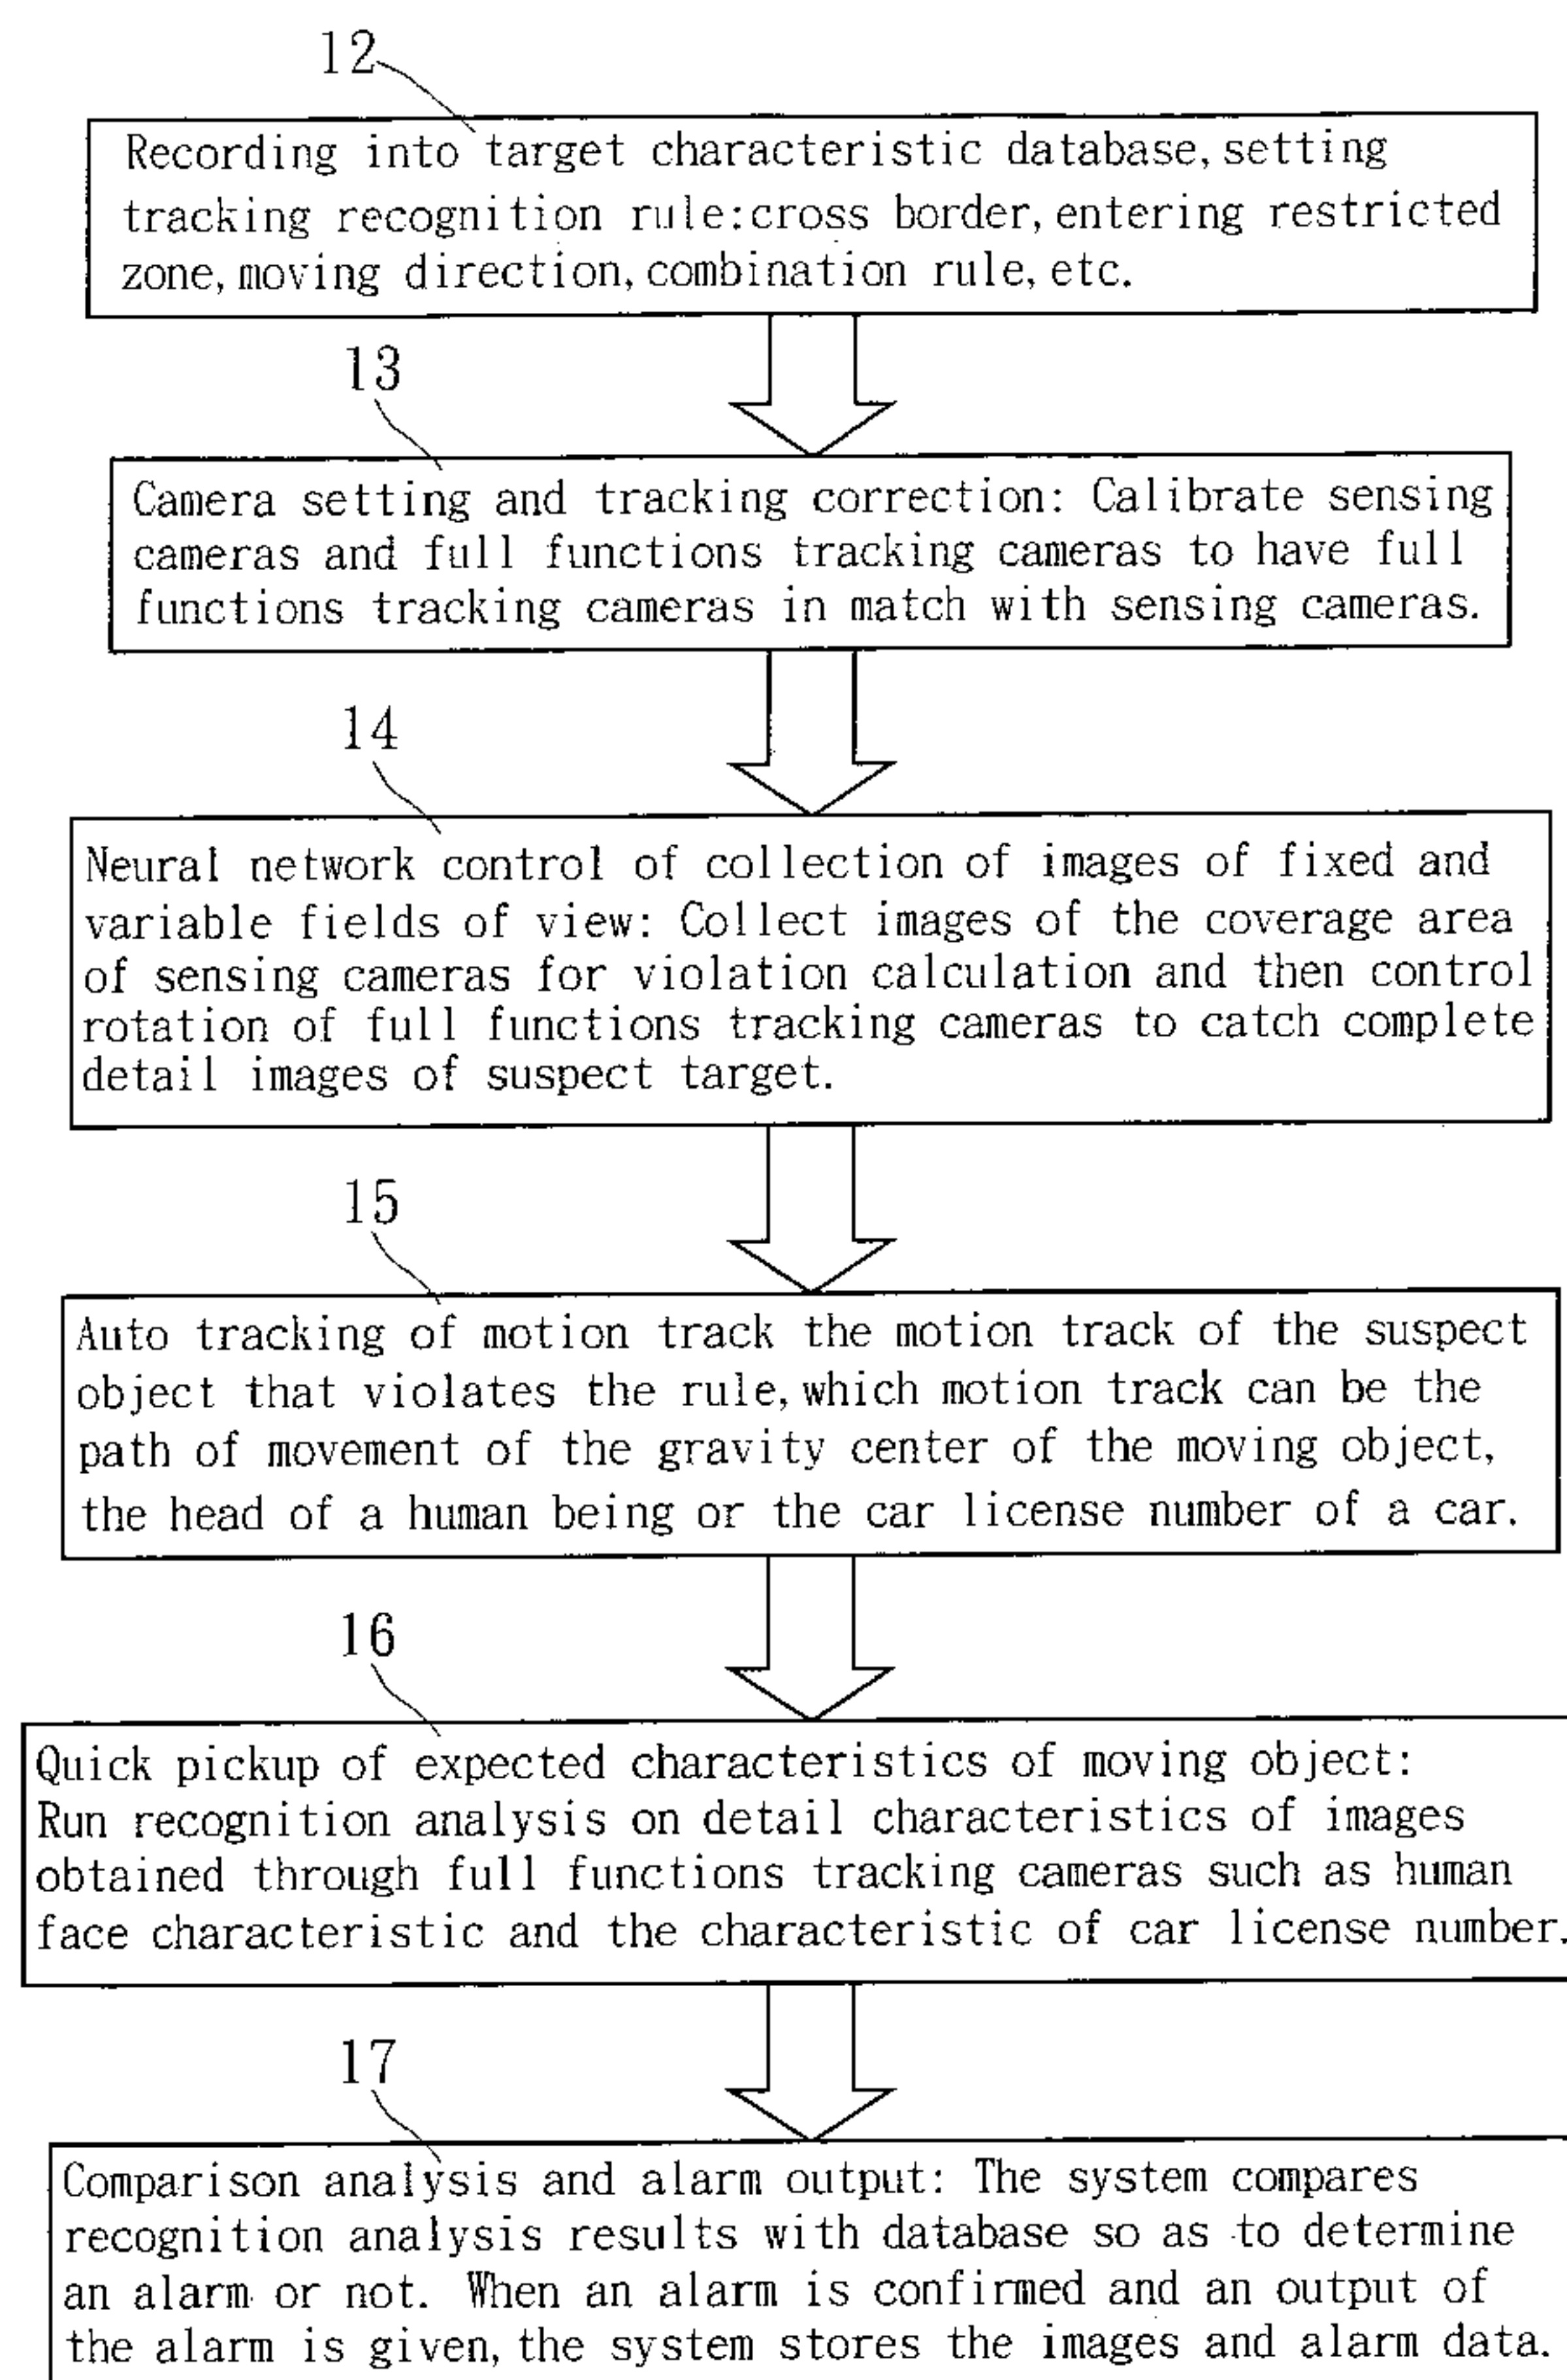 12
Recording into target characteristic database, setting
tracking recognition rule:cross border, entering restricted
zone, moving direction, combination rule, etc.
13
Camera setting and tracking correction: Calibrate sensing
cameras and full functions tracking cameras to have full
functions tracking cameras in match with sensing cameras.
14
Neural network control of collection of images of fixed and
variable fields of view: Collect images of the coverage area
of sensing cameras for violation calculation and then control
rotation of full functions tracking cameras to catch complete
detail images of suspect target.
15
Auto tracking of motion track the motion track of the suspect
object that violates the rule, which motion track can be the
path of movement of the gravity center of the moving object,
the head of a human being or the car license number of a car.
16
Quick pickup of expected characteristics of moving object:
Run recognition analysis on detail characteristics of images
obtained through full functions tracking cameras such as human
face characteristic and the characteristic of car license number.
17
Comparison analysis and alarm output: The system compares
recognition analysis results with database so as to determine
an alarm or not. When an alarm is confirmed and an output of
the alarm is given, the system stores the images and alarm data.